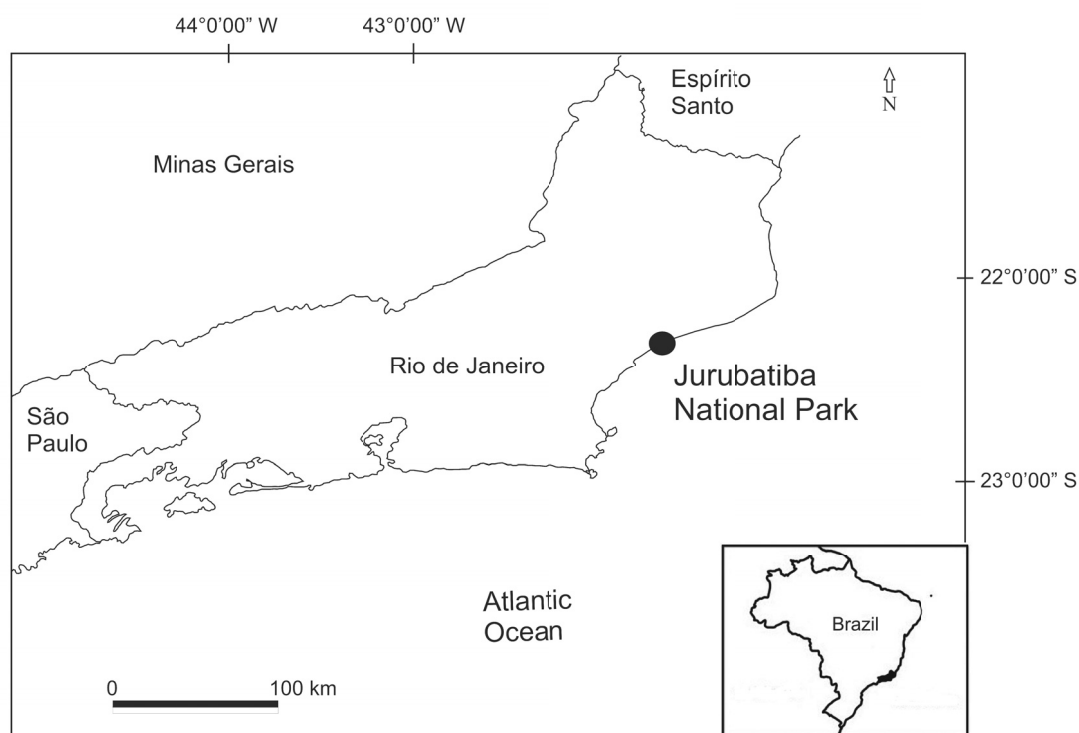 44°0'00” W
43°0'00” W
Espírito
Santo
N
Minas Gerais
22°0'00” S
Rio de Janeiro
Jurubatiba
National Park
São
Paulo
23°0'00” S
Atlantic
Ocean
Brazil
0
100 km